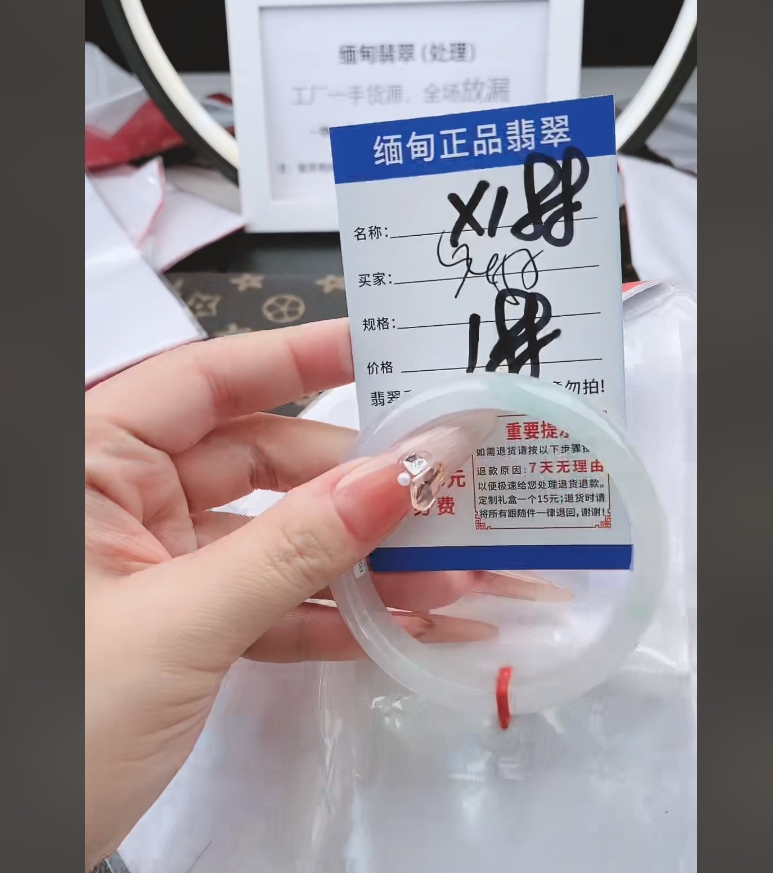 缅甸翡翠（处理）
工厂一手货源，全场放漏
缅甸正品翡翠
名称：X188
买家：
规格：
价格 188
翡翠 勿拍!
重要提示
如需退货请按以下步骤
元 退款原因：7天无理由
费 以便极速给您处理退货退款。
定制礼盒一个15元；退货时请
将所有跟随件一律退回，谢谢！